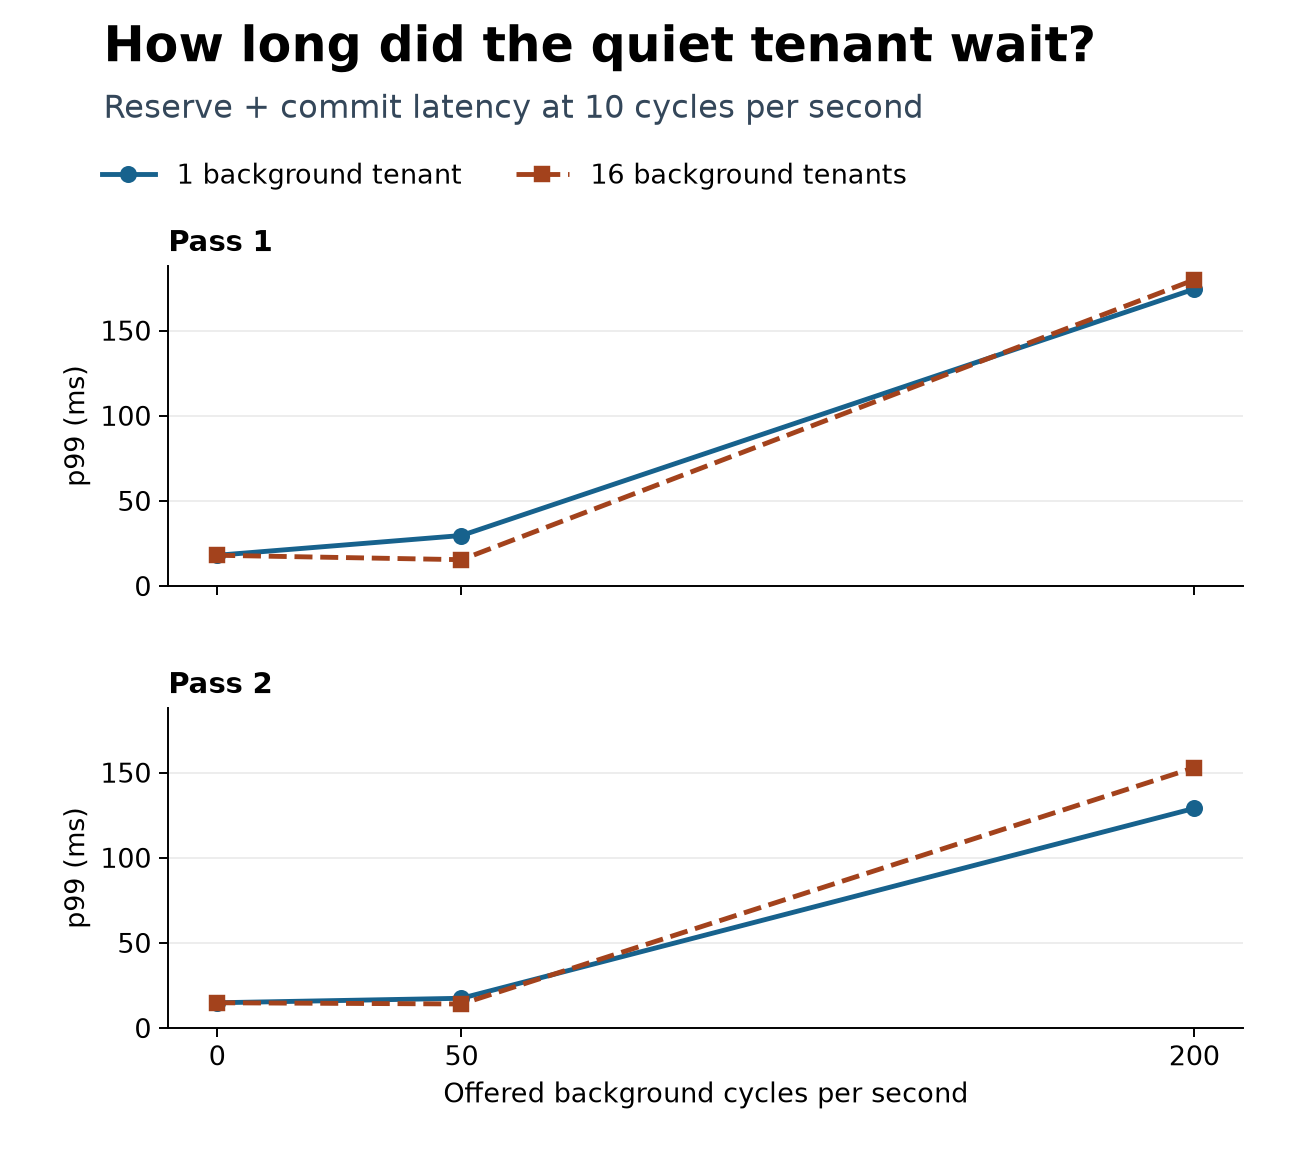 How long did the quiet tenant wait?
Reserve + commit latency at 10 cycles per second
1 background tenant
16 background tenants
Pass 1
150
100
50
0
p99 (ms)
Pass 2
150
100
50
0
p99 (ms)
0 50 200
Offered background cycles per second